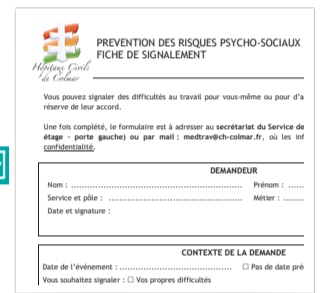 PREVENTION DES RISQUES PSYCHO-SOCIAUX
FICHE DE SIGNALEMENT
Hôpitaux Civils
de Colmar
Vous pouvez signaler des difficultés au travail pour vous-même ou pour d'a
réserve de leur accord.
Une fois complété, le formulaire est à adresser au secrétariat du Service de
étage - porte gauche) ou par mail : medtrav@ch-colmar.fr, où les inf
confidentialité.
DEMANDEUR
Nom : ........................................................ Prénom : ......
Service et pôle : ............................................ Métier : ........
Date et signature :
CONTEXTE DE LA DEMANDE
Date de l'événement : ..................................... ☐ Pas de date pré
Vous souhaitez signaler : ☐ Vos propres difficultés